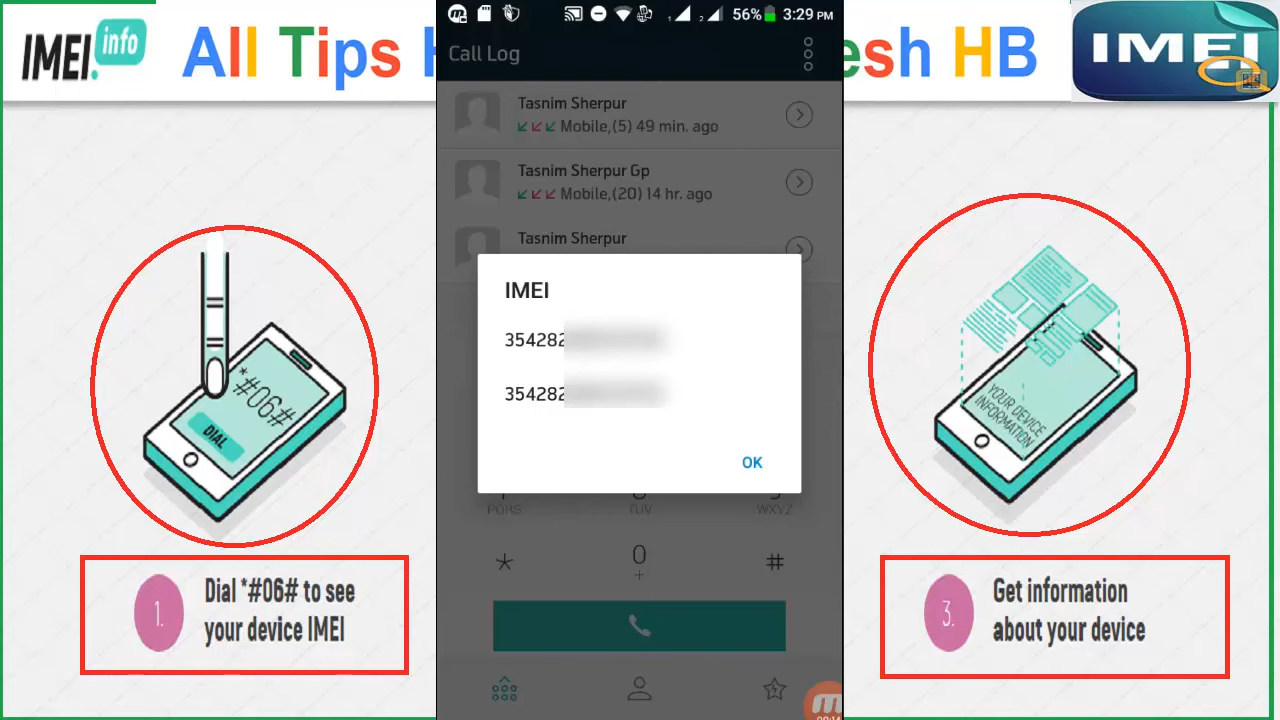 IMEI.info
All Tips H
esh HB
IMEI
56% 3:29 PM
Call Log
Tasnim Sherpur
Mobile,(5) 49 min. ago
Tasnim Sherpur Gp
Mobile,(20) 14 hr. ago
Tasnim Sherpur
IMEI
354282
354282
OK
PQRS TUV WXYZ
* 0 #
+
*#06#
DIAL
YOUR DEVICE
INFORMATION
1.
Dial *#06# to see
your device IMEI
3.
Get information
about your device